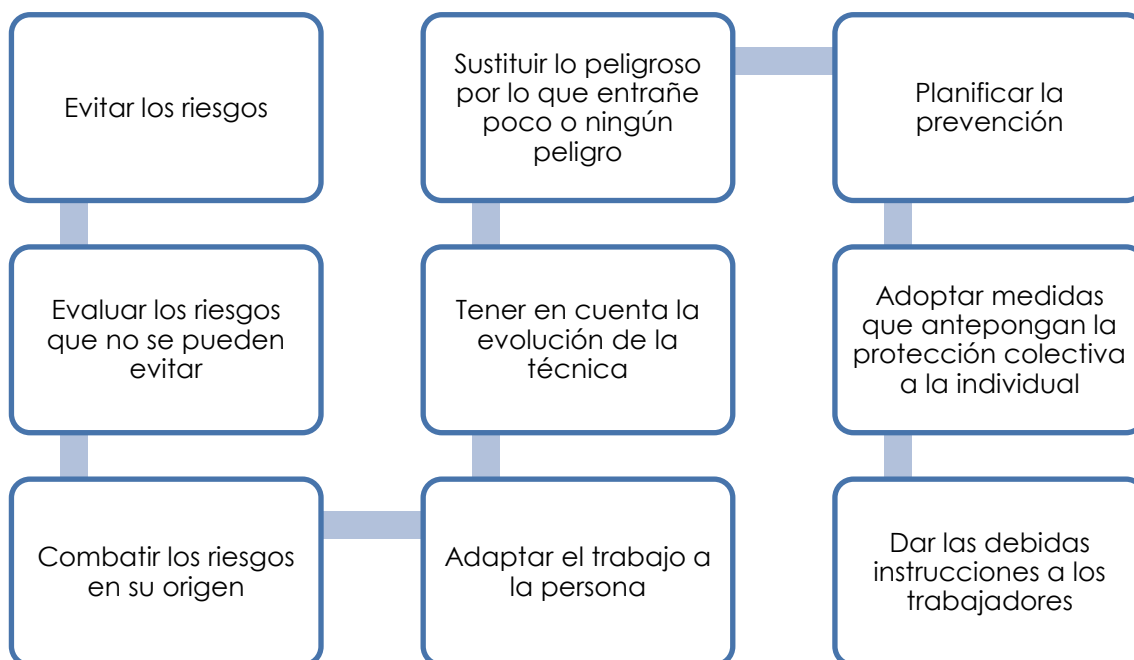 Evitar los riesgos
Evaluar los riesgos
que no se pueden
evitar
Combatir los riesgos
en su origen
Adaptar el trabajo a
la persona
Tener en cuenta la
evolución de la
técnica
Sustituir lo peligroso
por lo que entrañe
poco o ningún
peligro
Planificar la
prevención
Adoptar medidas
que antepongan la
protección colectiva
a la individual
Dar las debidas
instrucciones a los
trabajadores